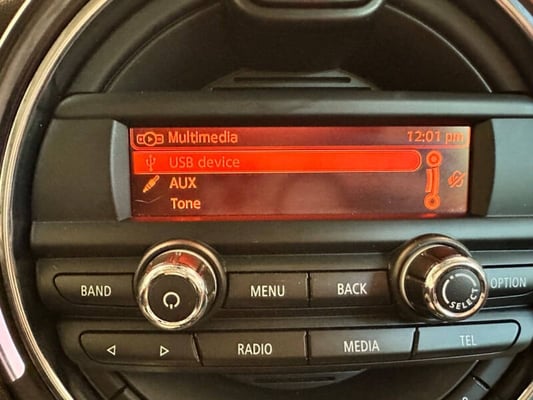 Multimedia 12:01 pm
USB device
AUX
Tone
BAND MENU BACK SELECT OPTION
RADIO MEDIA TEL